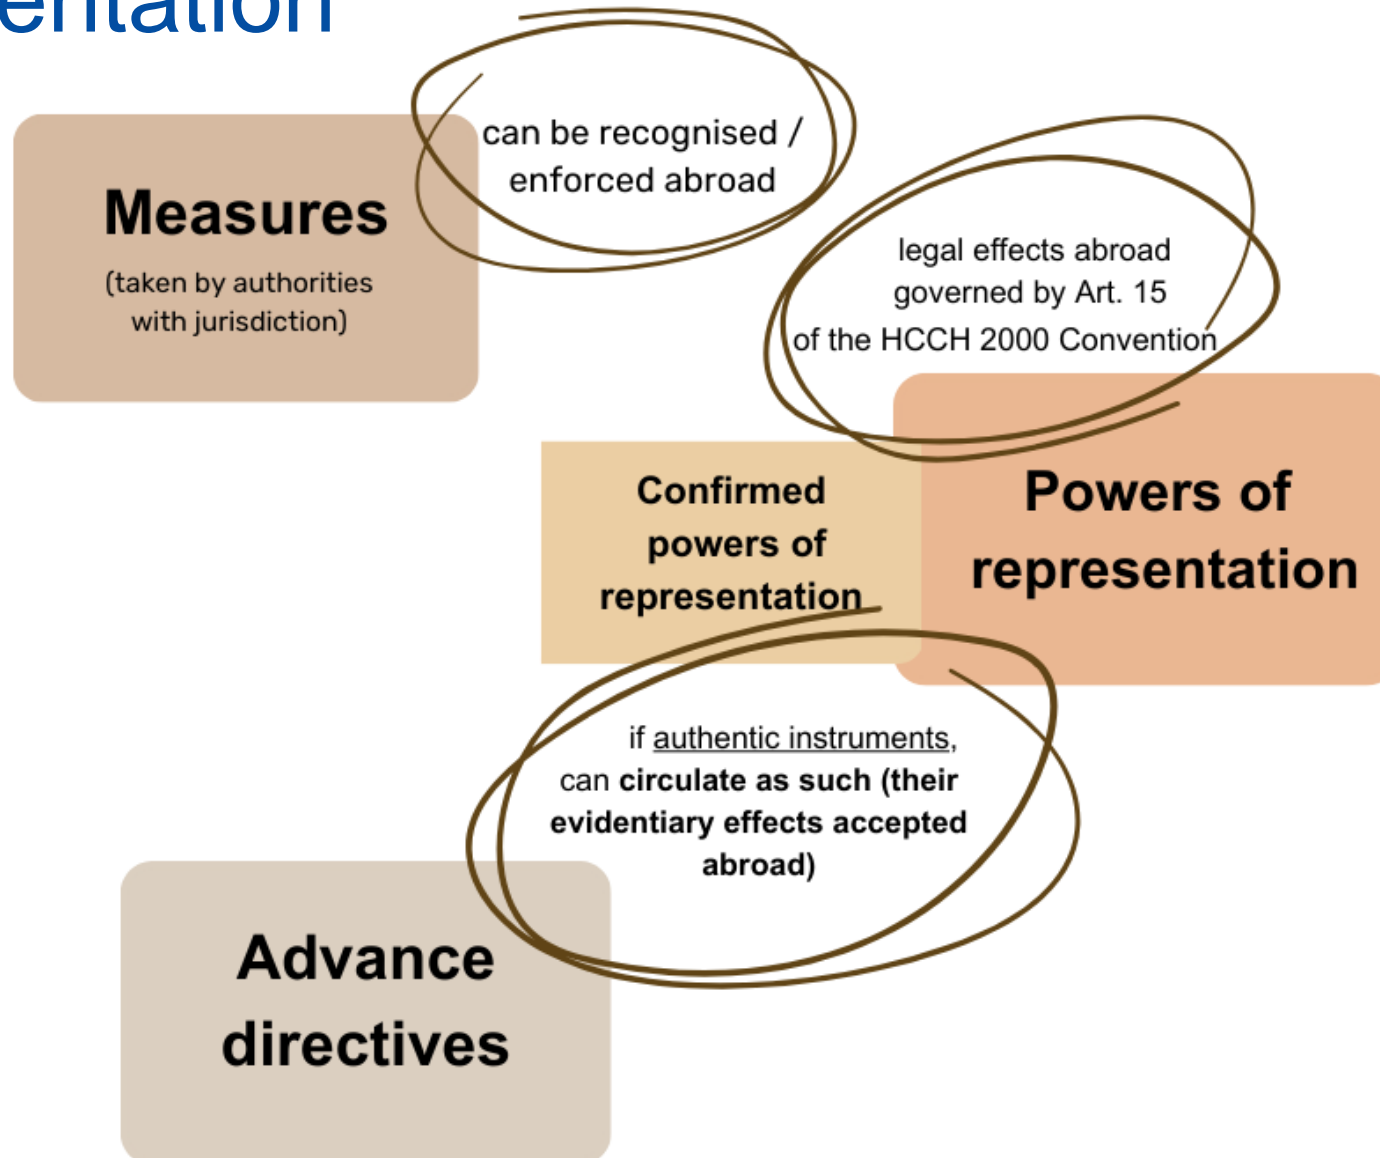 entation
can be recognised /
enforced abroad
Measures
(taken by authorities
with jurisdiction)
legal effects abroad
governed by Art. 15
of the HCCH 2000 Convention
Confirmed
powers of
representation
Powers of
representation
if authentic instruments,
can circulate as such (their
evidentiary effects accepted
abroad)
Advance
directives